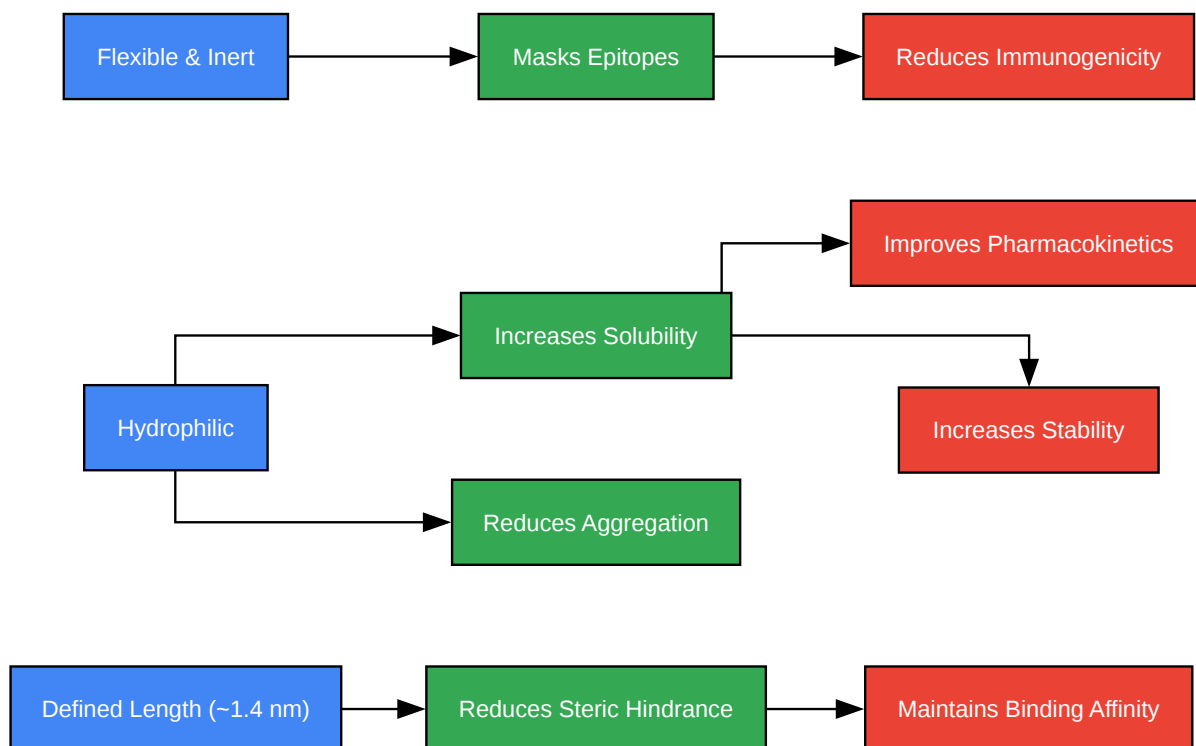 Flexible & Inert
Masks Epitopes
Reduces Immunogenicity
Improves Pharmacokinetics
Increases Solubility
Hydrophilic
Increases Stability
Reduces Aggregation
Defined Length (~1.4 nm)
Reduces Steric Hindrance
Maintains Binding Affinity